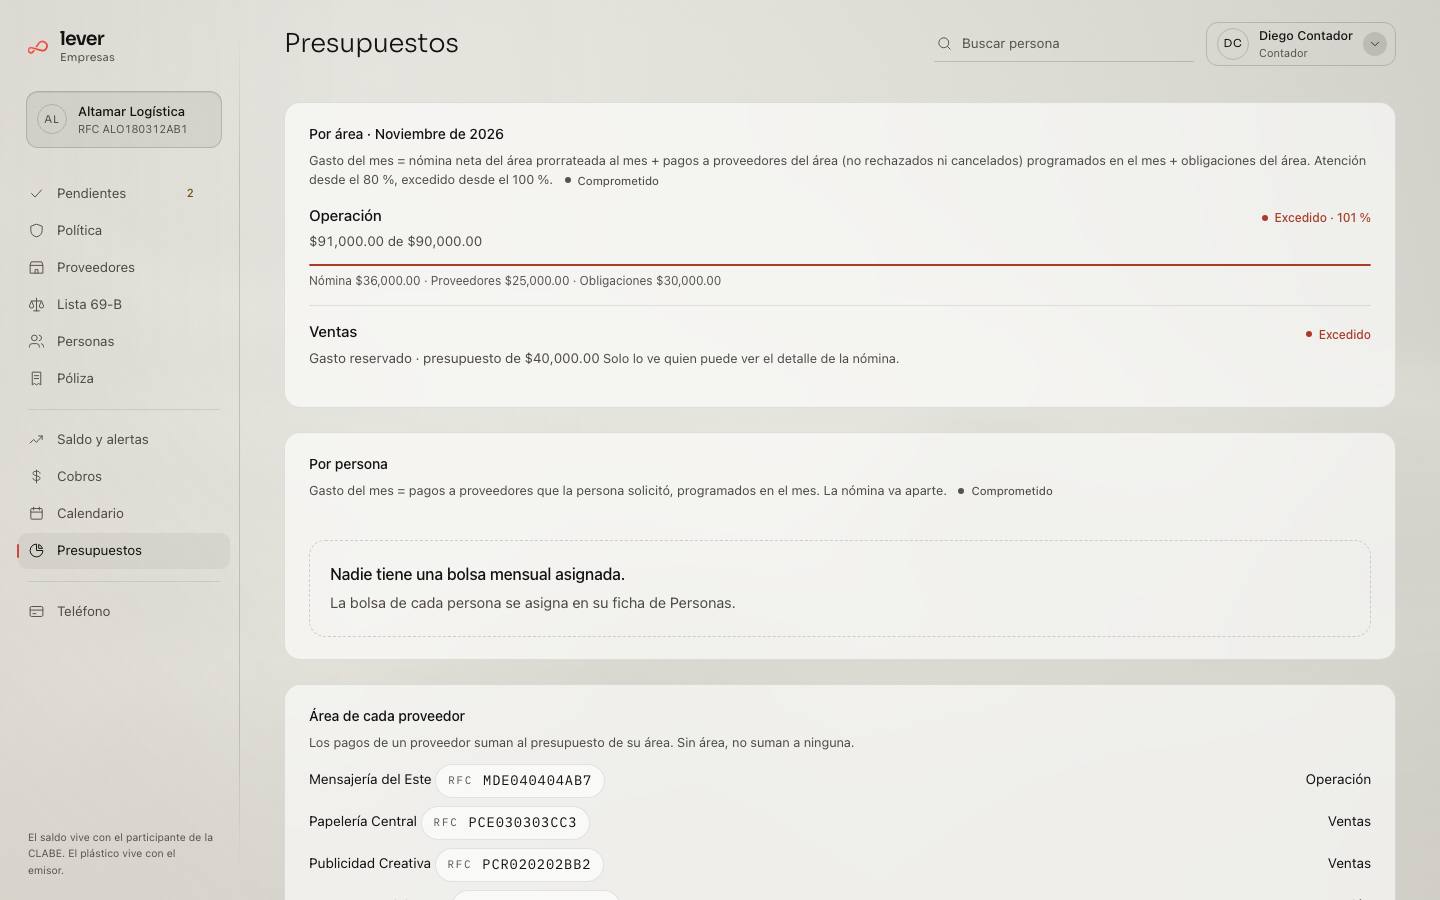 lever
Empresas
AL
Altamar Logística
RFC ALO180312AB1
Pendientes 2
Política
Proveedores
Lista 69-B
Personas
Póliza
Saldo y alertas
Cobros
Calendario
Presupuestos
Teléfono
El saldo vive con el participante de la
CLABE. El plástico vive con el
emisor.
Presupuestos
Buscar persona
DC
Diego Contador
Contador
Por área · Noviembre de 2026
Gasto del mes = nómina neta del área prorrateada al mes + pagos a proveedores del área (no rechazados ni cancelados) programados en el mes + obligaciones del área. Atención
desde el 80 %, excedido desde el 100 %. Comprometido
Operación
Excedido · 101 %
$91,000.00 de $90,000.00
Nómina $36,000.00 · Proveedores $25,000.00 · Obligaciones $30,000.00
Ventas
Excedido
Gasto reservado · presupuesto de $40,000.00 Solo lo ve quien puede ver el detalle de la nómina.
Por persona
Gasto del mes = pagos a proveedores que la persona solicitó, programados en el mes. La nómina va aparte. Comprometido
Nadie tiene una bolsa mensual asignada.
La bolsa de cada persona se asigna en su ficha de Personas.
Área de cada proveedor
Los pagos de un proveedor suman al presupuesto de su área. Sin área, no suman a ninguna.
Mensajería del Este RFC MDE040404AB7 Operación
Papelería Central RFC PCE030303CC3 Ventas
Publicidad Creativa RFC PCR020202BB2 Ventas